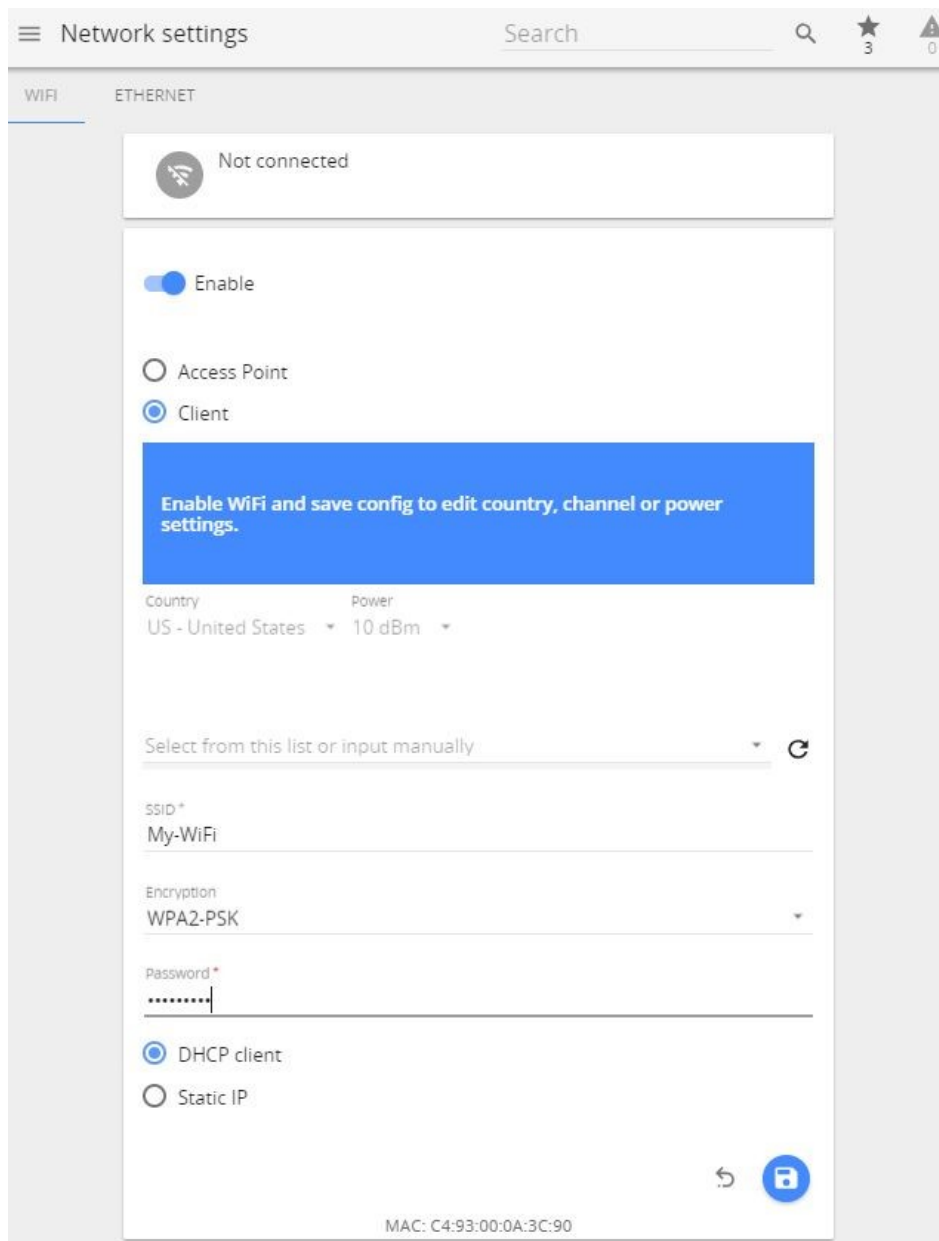 Network settings
Search
3
0
WIFI
ETHERNET
Not connected
Enable
Access Point
Client
Enable WiFi and save config to edit country, channel or power
settings.
Country
Power
US - United States
10 dBm
Select from this list or input manually
SSID *
My-WiFi
Encryption
WPA2-PSK
Password *
•••••••••
DHCP client
Static IP
MAC: C4:93:00:0A:3C:90